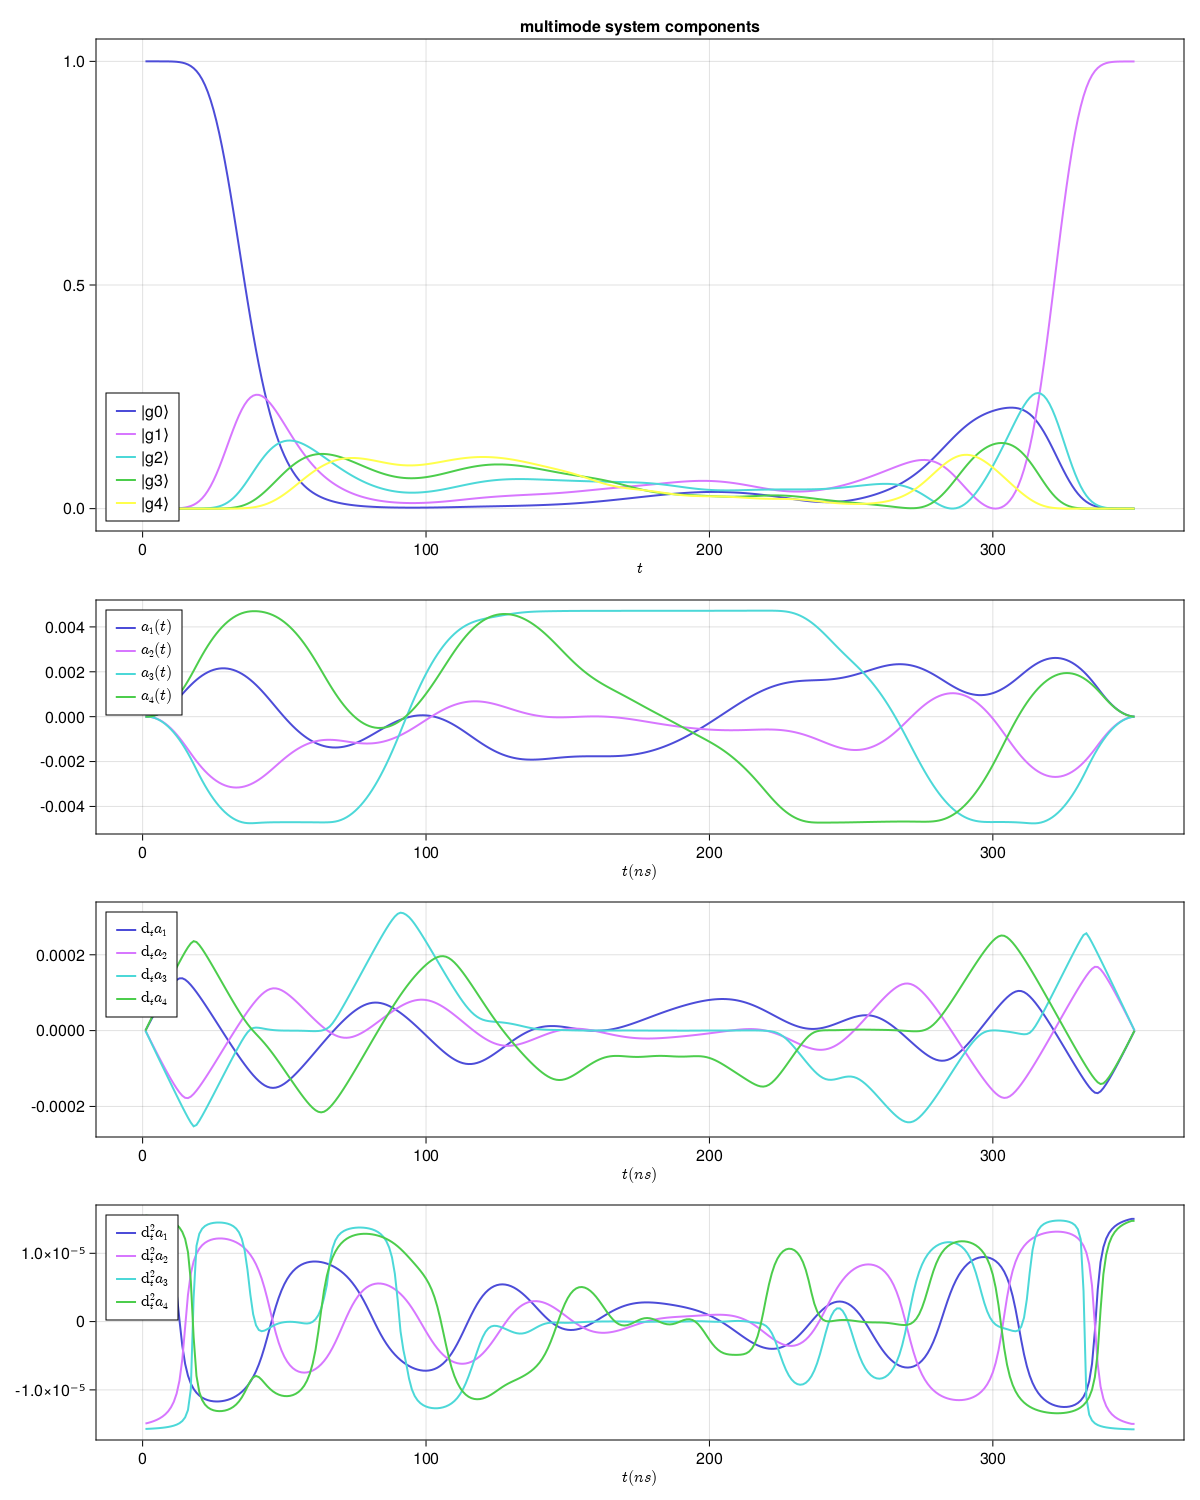 multimode system components
1.0
0.5
0.0
|g0⟩
|g1⟩
|g2⟩
|g3⟩
|g4⟩
0 100 200 300
t
0.004
0.002
0.000
-0.002
-0.004
a₁(t)
a₂(t)
a₃(t)
a₄(t)
0 100 200 300
t(ns)
0.0002
0.0000
-0.0002
dₜa₁
dₜa₂
dₜa₃
dₜa₄
0 100 200 300
t(ns)
1.0×10⁻⁵
0
-1.0×10⁻⁵
d²ₜa₁
d²ₜa₂
d²ₜa₃
d²ₜa₄
0 100 200 300
t(ns)